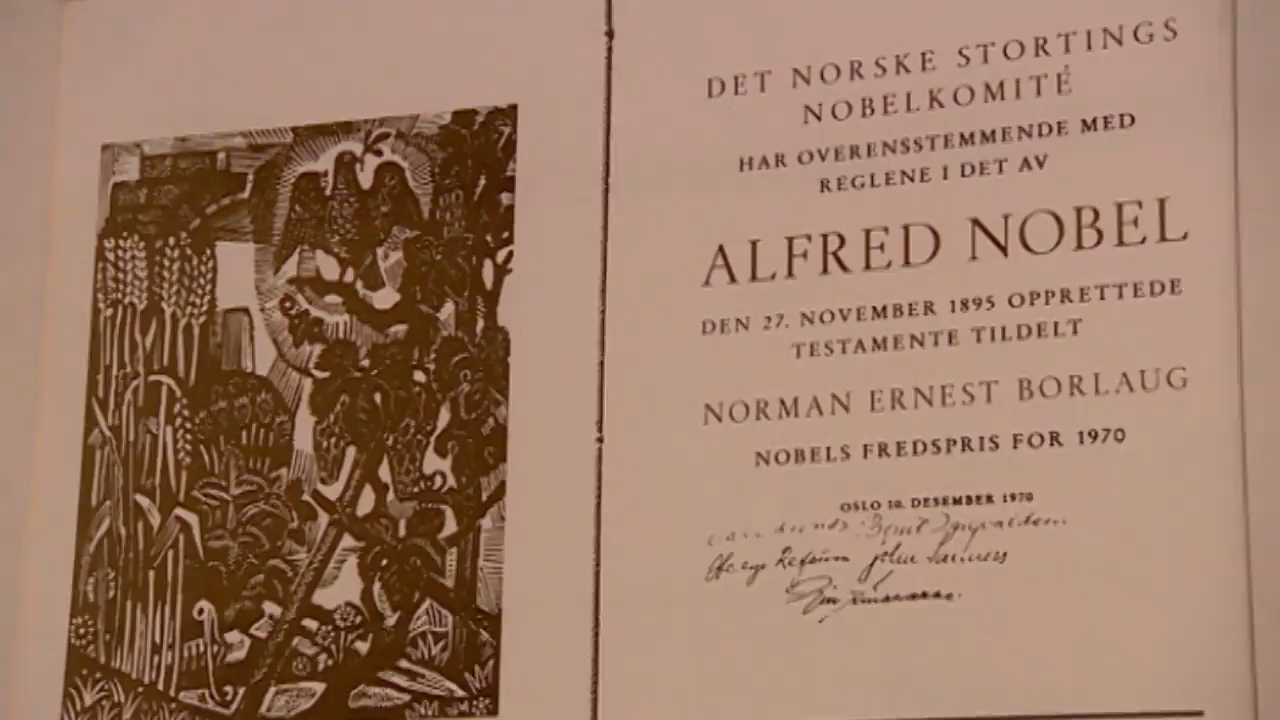 DET NORSKE STORTINGS
NOBELKOMITÉ
HAR OVERENSSTEMMENDE MED
REGLENE I DET AV
ALFRED NOBEL
DEN 27. NOVEMBER 1895 OPPRETTEDE
TESTAMENTE TILDELT
NORMAN ERNEST BORLAUG
NOBELS FREDSPRIS FOR 1970
OSLO 10. DESEMBER 1970